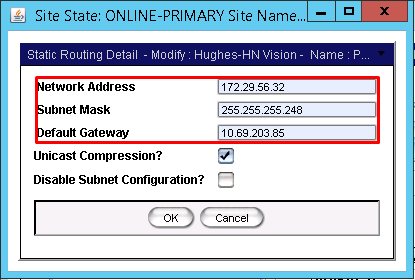 Site State: ONLINE-PRIMARY Site Name...
Static Routing Detail - Modify : Hughes-HN Vision - Name : P...
Network Address 172.29.56.32
Subnet Mask 255.255.255.248
Default Gateway 10.69.203.85
Unicast Compression?
Disable Subnet Configuration?
OK Cancel